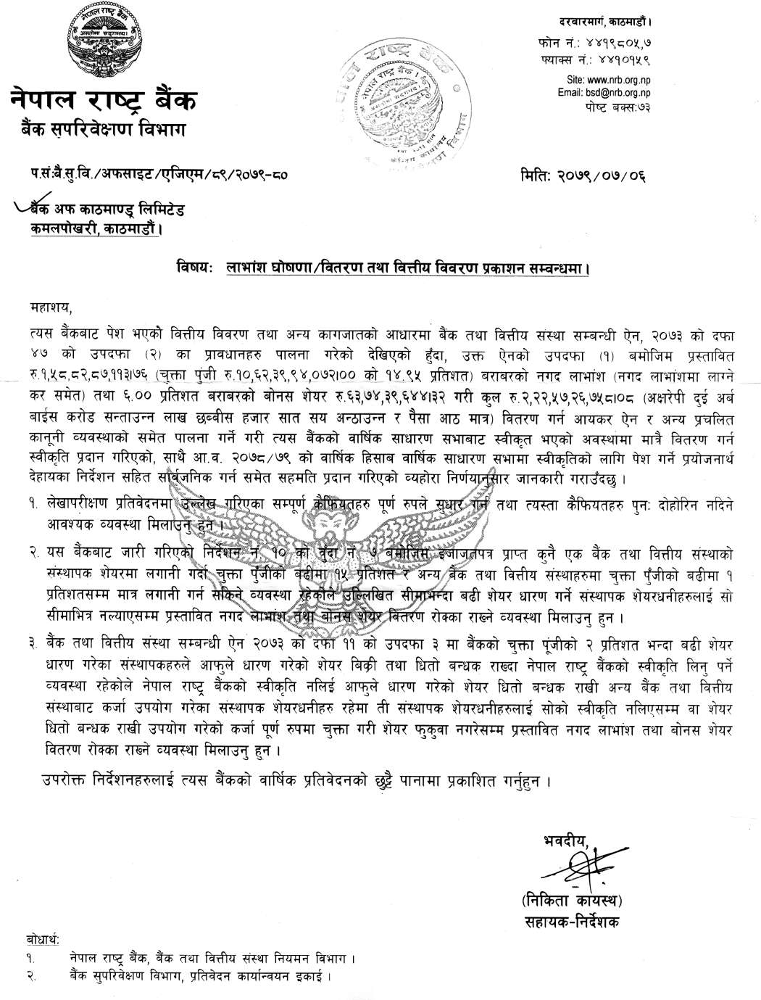 नेपाल राष्ट्र बैंक
बैंक सुपरिवेक्षण विभाग
दरवारमार्ग, काठमाडौं।
फोन नं.: ४४१९८०५,७
फ्याक्स नं.: ४४१०१५९
Site: www.nrb.org.np
Email: bsd@nrb.org.np
पोष्ट बक्स:७३
प.सं:बै.सु.वि./अफसाइट/एजिएम/८९/२०७९-८०
मिति: २०७९/०७/०६
बैंक अफ काठमाण्डू लिमिटेड
कमलपोखरी, काठमाडौं।
विषय: लाभांश घोषणा/वितरण तथा वित्तीय विवरण प्रकाशन सम्बन्धमा।
महाशय,
त्यस बैंकबाट पेश भएको वित्तीय विवरण तथा अन्य कागजातको आधारमा बैंक तथा वित्तीय संस्था सम्बन्धी ऐन, २०७३ को दफा
४७ को उपदफा (२) का प्रावधानहरु पालना गरेको देखिएको हुँदा, उक्त ऐनको उपदफा (१) बमोजिम प्रस्तावित
रु.१,५८,८२,८७,११३।७६ (चुक्ता पुंजी रु.१०,६२,३९,९४,०७२।०० को १४.९५ प्रतिशत) बराबरको नगद लाभांश (नगद लाभांशमा लाग्ने
कर समेत) तथा ६.०० प्रतिशत बराबरको बोनस शेयर रु.६३,७४,३९,६४४।३२ गरी कुल रु.२,२२,५७,२६,७५८।०८ (अक्षरेपी दुई अर्ब
बाईस करोड सन्ताउन्न लाख छब्बीस हजार सात सय अन्ठाउन्न र पैसा आठ मात्र) वितरण गर्न आयकर ऐन र अन्य प्रचलित
कानूनी व्यवस्थाको समेत पालना गर्ने गरी त्यस बैंकको वार्षिक साधारण सभाबाट स्वीकृत भएको अवस्थामा मात्रै वितरण गर्न
स्वीकृति प्रदान गरिएको, साथै आ.व. २०७८/७९ को वार्षिक हिसाब वार्षिक साधारण सभामा स्वीकृतिको लागि पेश गर्ने प्रयोजनार्थ
देहायका निर्देशन सहित सार्वजनिक गर्न समेत सहमति प्रदान गरिएको व्यहोरा निर्णयानुसार जानकारी गराउँदछु ।
१. लेखापरीक्षण प्रतिवेदनमा उल्लेख गरिएका सम्पूर्ण कैफियतहरु पूर्ण रुपले सुधार गर्न तथा त्यस्ता कैफियतहरु पुन: दोहोरिन नदिने
आवश्यक व्यवस्था मिलाउनु हुन ।
२. यस बैंकबाट जारी गरिएको निर्देशन नं. १० को वुँदा नं. ७ बमोजिम इजाजतपत्र प्राप्त कुनै एक बैंक तथा वित्तीय संस्थाको
संस्थापक शेयरमा लगानी गर्दा चुक्ता पुँजीको बढीमा १५ प्रतिशत र अन्य बैंक तथा वित्तीय संस्थाहरुमा चुक्ता पुँजीको बढीमा १
प्रतिशतसम्म मात्र लगानी गर्न सकिने व्यवस्था रहेकोले उल्लिखित सीमाभन्दा बढी शेयर धारण गर्ने संस्थापक शेयरधनीहरुलाई सो
सीमाभित्र नल्याएसम्म प्रस्तावित नगद लाभांश तथा बोनस शेयर वितरण रोक्का राख्ने व्यवस्था मिलाउनु हुन ।
३. बैंक तथा वित्तीय संस्था सम्बन्धी ऐन २०७३ को दफा ११ को उपदफा ३ मा बैंकको चुक्ता पूंजीको २ प्रतिशत भन्दा बढी शेयर
धारण गरेका संस्थापकहरुले आफुले धारण गरेको शेयर बिक्री तथा धितो बन्धक राख्दा नेपाल राष्ट्र बैंकको स्वीकृति लिनु पर्ने
व्यवस्था रहेकोले नेपाल राष्ट्र बैंकको स्वीकृति नलिई आफुले धारण गरेको शेयर धितो बन्धक राखी अन्य बैंक तथा वित्तीय
संस्थाबाट कर्जा उपयोग गरेका संस्थापक शेयरधनीहरु रहेमा ती संस्थापक शेयरधनीहरुलाई सोको स्वीकृति नलिएसम्म वा शेयर
धितो बन्धक राखी उपयोग गरेको कर्जा पूर्ण रुपमा चुक्ता गरी शेयर फुकुवा नगरेसम्म प्रस्तावित नगद लाभांश तथा बोनस शेयर
वितरण रोक्का राख्ने व्यवस्था मिलाउनु हुन ।
उपरोक्त निर्देशनहरुलाई त्यस बैंकको वार्षिक प्रतिवेदनको छुट्टै पानामा प्रकाशित गर्नुहुन ।
भवदीय,
(निकिता कायस्थ)
सहायक-निर्देशक
बोधार्थ:
१. नेपाल राष्ट्र बैंक, बैंक तथा वित्तीय संस्था नियमन विभाग ।
२. बैंक सुपरिवेक्षण विभाग, प्रतिवेदन कार्यान्वयन इकाई ।